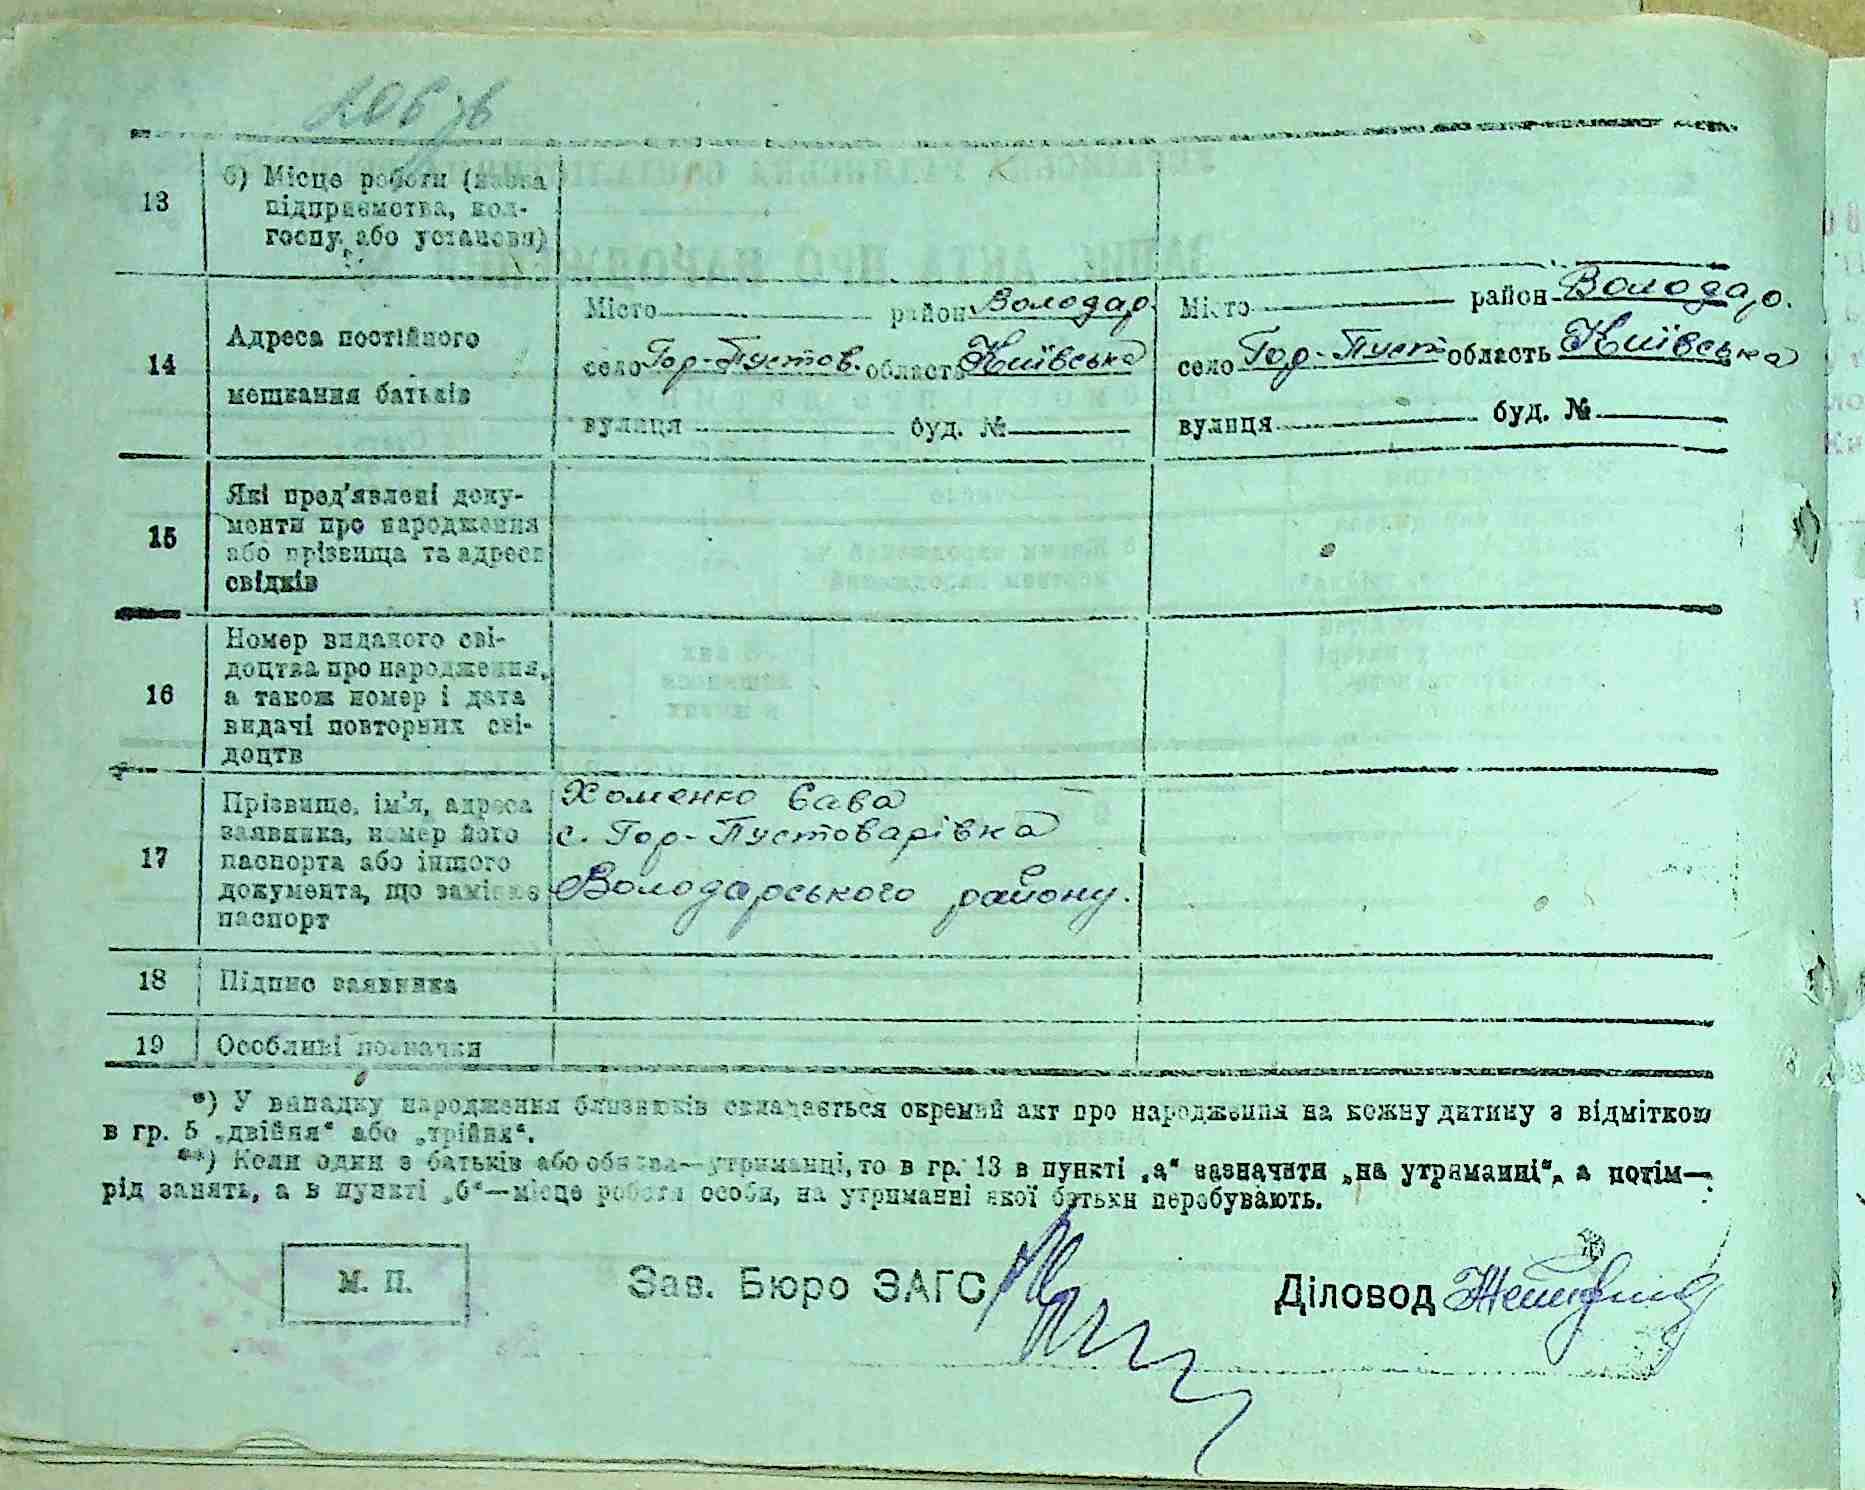 206 зв
13 б) Місце роботи (назва
підприємства, кол-
госпу, або установи)
14 Адреса постійного
мешкання батьків
Місто район Володар.
село Гор-Пустов. область Київська
вулиця буд. №
Місто район Володар.
село Гор-Пуст область Київська
вулиця буд. №
15 Які пред'явлені доку-
менти про народження
або прізвища та адреса
свідків
16 Номер виданого сві-
доцтва про народження,
а також номер і дата
видачі повторних сві-
доцтв
17 Прізвище, ім'я, адреса
заявника, номер його
паспорта або іншого
документа, що заміняє
паспорт
Хоменко Сава
с. Гор-Пустоварівка
Володарського району.
18 Підпис заявника
19 Особливі позначки
*) У випадку народження близнюків складається окремий акт про народження на кожну дитину з відміткою
в гр. 5 „двійня“ або „трійня“.
**) Коли один з батьків або обидва—утриманці, то в гр. 13 в пункті „а“ зазначити „на утриманні“, а потім—
рід занять, а в пункті „б“—місце роботи особи, на утриманні якої батьки перебувають.
М. П.
Зав. Бюро ЗАГС
Діловод